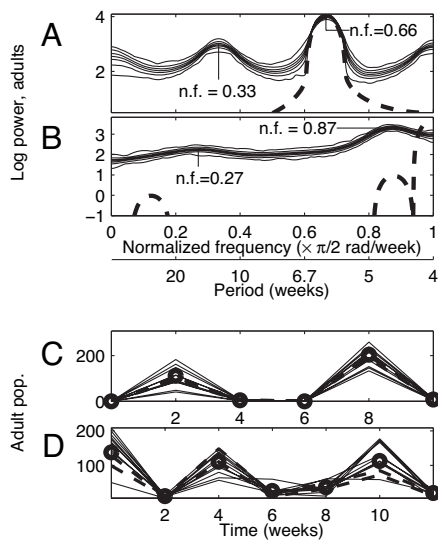 A
4
n.f.=0.66
2
n.f. = 0.33
Log power, adults
B
3
n.f. = 0.87
2
1
n.f.=0.27
0
-1
0 0.2 0.4 0.6 0.8 1
Normalized frequency (× π/2 rad/week)
20 10 6.7 5 4
Period (weeks)
C
200
0
2 4 6 8
Adult pop.
D
200
100
2 4 6 8 10
Time (weeks)